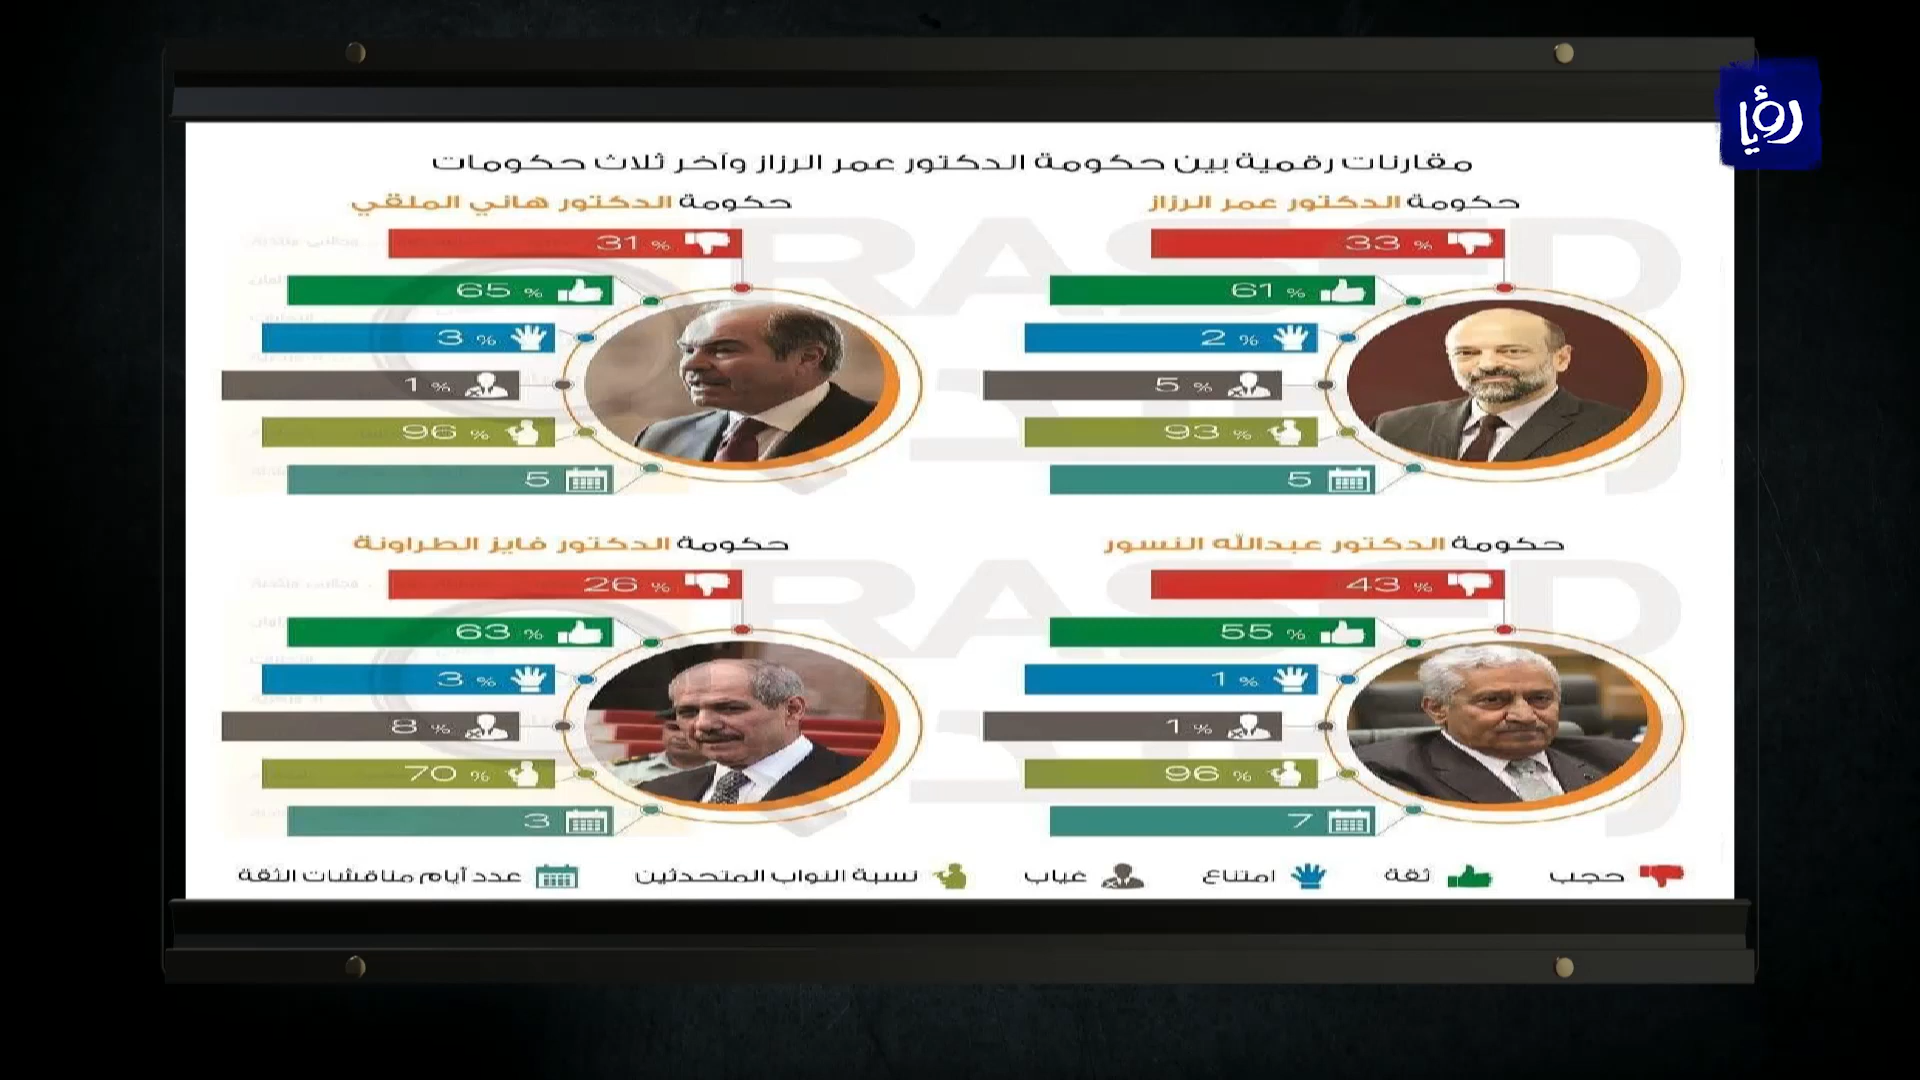 رؤيا
مقارنات رقمية بين حكومة الدكتور عمر الرزاز وآخر ثلاث حكومات
حكومة الدكتور عمر الرزاز
33 %
61 %
2 %
5 %
93 %
5
حكومة الدكتور هاني الملقي
31 %
65 %
3 %
1 %
96 %
5
حكومة الدكتور عبدالله النسور
43 %
55 %
1 %
1 %
96 %
7
حكومة الدكتور فايز الطراونة
26 %
63 %
3 %
8 %
70 %
3
حجب ثقة امتناع غياب نسبة النواب المتحدثين عدد أيام مناقشات الثقة
RASED
RASED